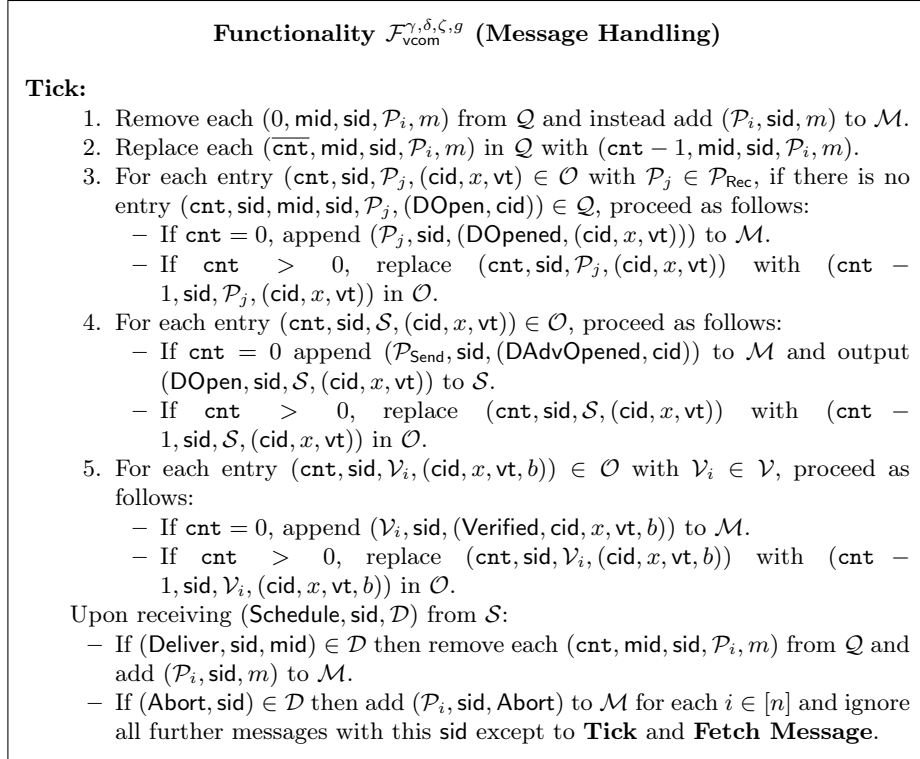 Functionality $\mathcal{F}_{\mathsf{vcom}}^{\gamma,\delta,\zeta,g}$ (Message Handling)
Tick:
1. Remove each $(0, \mathsf{mid}, \mathsf{sid}, \mathcal{P}_i, m)$ from $\mathcal{Q}$ and instead add $(\mathcal{P}_i, \mathsf{sid}, m)$ to $\mathcal{M}$.
2. Replace each $(\overline{\mathtt{cnt}}, \mathsf{mid}, \mathsf{sid}, \mathcal{P}_i, m)$ in $\mathcal{Q}$ with $(\mathtt{cnt} - 1, \mathsf{mid}, \mathsf{sid}, \mathcal{P}_i, m)$.
3. For each entry $(\mathtt{cnt}, \mathsf{sid}, \mathcal{P}_j, (\mathsf{cid}, x, \mathsf{vt}) \in \mathcal{O}$ with $\mathcal{P}_j \in \mathcal{P}_{\mathsf{Rec}}$, if there is no
entry $(\mathtt{cnt}, \mathsf{sid}, \mathsf{mid}, \mathsf{sid}, \mathcal{P}_j, (\mathsf{DOpen}, \mathsf{cid})) \in \mathcal{Q}$, proceed as follows:
– If $\mathtt{cnt} = 0$, append $(\mathcal{P}_j, \mathsf{sid}, (\mathsf{DOpened}, (\mathsf{cid}, x, \mathsf{vt})))$ to $\mathcal{M}$.
– If $\mathtt{cnt} > 0$, replace $(\mathtt{cnt}, \mathsf{sid}, \mathcal{P}_j, (\mathsf{cid}, x, \mathsf{vt}))$ with $(\mathtt{cnt} -$
$1, \mathsf{sid}, \mathcal{P}_j, (\mathsf{cid}, x, \mathsf{vt}))$ in $\mathcal{O}$.
4. For each entry $(\mathtt{cnt}, \mathsf{sid}, \mathcal{S}, (\mathsf{cid}, x, \mathsf{vt})) \in \mathcal{O}$, proceed as follows:
– If $\mathtt{cnt} = 0$ append $(\mathcal{P}_{\mathsf{Send}}, \mathsf{sid}, (\mathsf{DAdvOpened}, \mathsf{cid}))$ to $\mathcal{M}$ and output
$(\mathsf{DOpen}, \mathsf{sid}, \mathcal{S}, (\mathsf{cid}, x, \mathsf{vt}))$ to $\mathcal{S}$.
– If $\mathtt{cnt} > 0$, replace $(\mathtt{cnt}, \mathsf{sid}, \mathcal{S}, (\mathsf{cid}, x, \mathsf{vt}))$ with $(\mathtt{cnt} -$
$1, \mathsf{sid}, \mathcal{S}, (\mathsf{cid}, x, \mathsf{vt}))$ in $\mathcal{O}$.
5. For each entry $(\mathtt{cnt}, \mathsf{sid}, \mathcal{V}_i, (\mathsf{cid}, x, \mathsf{vt}, b)) \in \mathcal{O}$ with $\mathcal{V}_i \in \mathcal{V}$, proceed as
follows:
– If $\mathtt{cnt} = 0$, append $(\mathcal{V}_i, \mathsf{sid}, (\mathsf{Verified}, \mathsf{cid}, x, \mathsf{vt}, b))$ to $\mathcal{M}$.
– If $\mathtt{cnt} > 0$, replace $(\mathtt{cnt}, \mathsf{sid}, \mathcal{V}_i, (\mathsf{cid}, x, \mathsf{vt}, b))$ with $(\mathtt{cnt} -$
$1, \mathsf{sid}, \mathcal{V}_i, (\mathsf{cid}, x, \mathsf{vt}, b))$ in $\mathcal{O}$.
Upon receiving $(\mathsf{Schedule}, \mathsf{sid}, \mathcal{D})$ from $\mathcal{S}$:
– If $(\mathsf{Deliver}, \mathsf{sid}, \mathsf{mid}) \in \mathcal{D}$ then remove each $(\mathtt{cnt}, \mathsf{mid}, \mathsf{sid}, \mathcal{P}_i, m)$ from $\mathcal{Q}$ and
add $(\mathcal{P}_i, \mathsf{sid}, m)$ to $\mathcal{M}$.
– If $(\mathsf{Abort}, \mathsf{sid}) \in \mathcal{D}$ then add $(\mathcal{P}_i, \mathsf{sid}, \mathsf{Abort})$ to $\mathcal{M}$ for each $i \in [n]$ and ignore
all further messages with this $\mathsf{sid}$ except to Tick and Fetch Message.